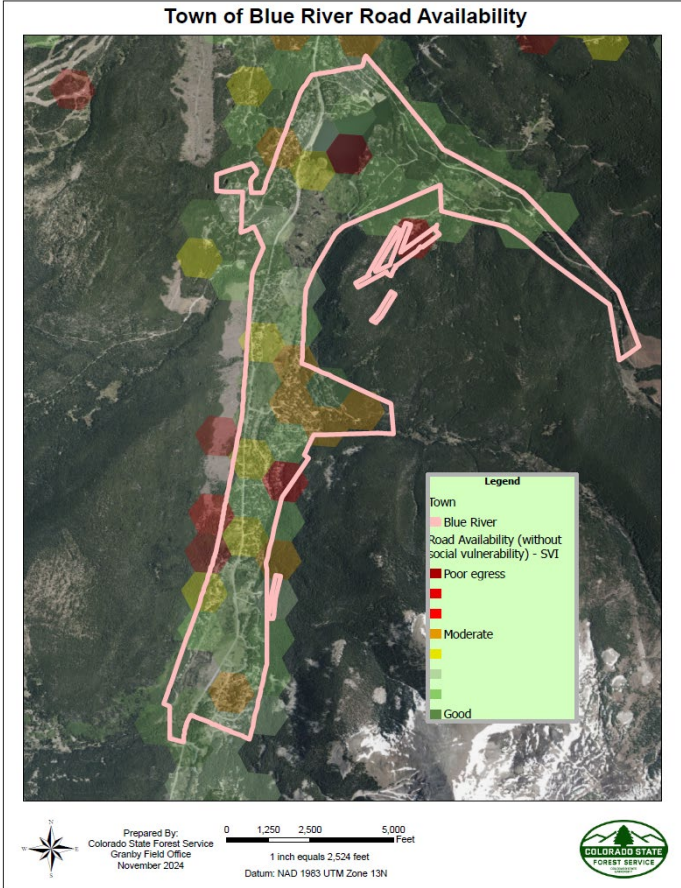 Town of Blue River Road Availability
Legend
Town
Blue River
Road Availability (without
social vulnerability) - SVI
Poor egress
Moderate
Good
N
W
E
S
Prepared By:
Colorado State Forest Service
Granby Field Office
November 2024
0 1,250 2,500 5,000
Feet
1 inch equals 2,524 feet
Datum: NAD 1983 UTM Zone 13N
COLORADO STATE
FOREST SERVICE